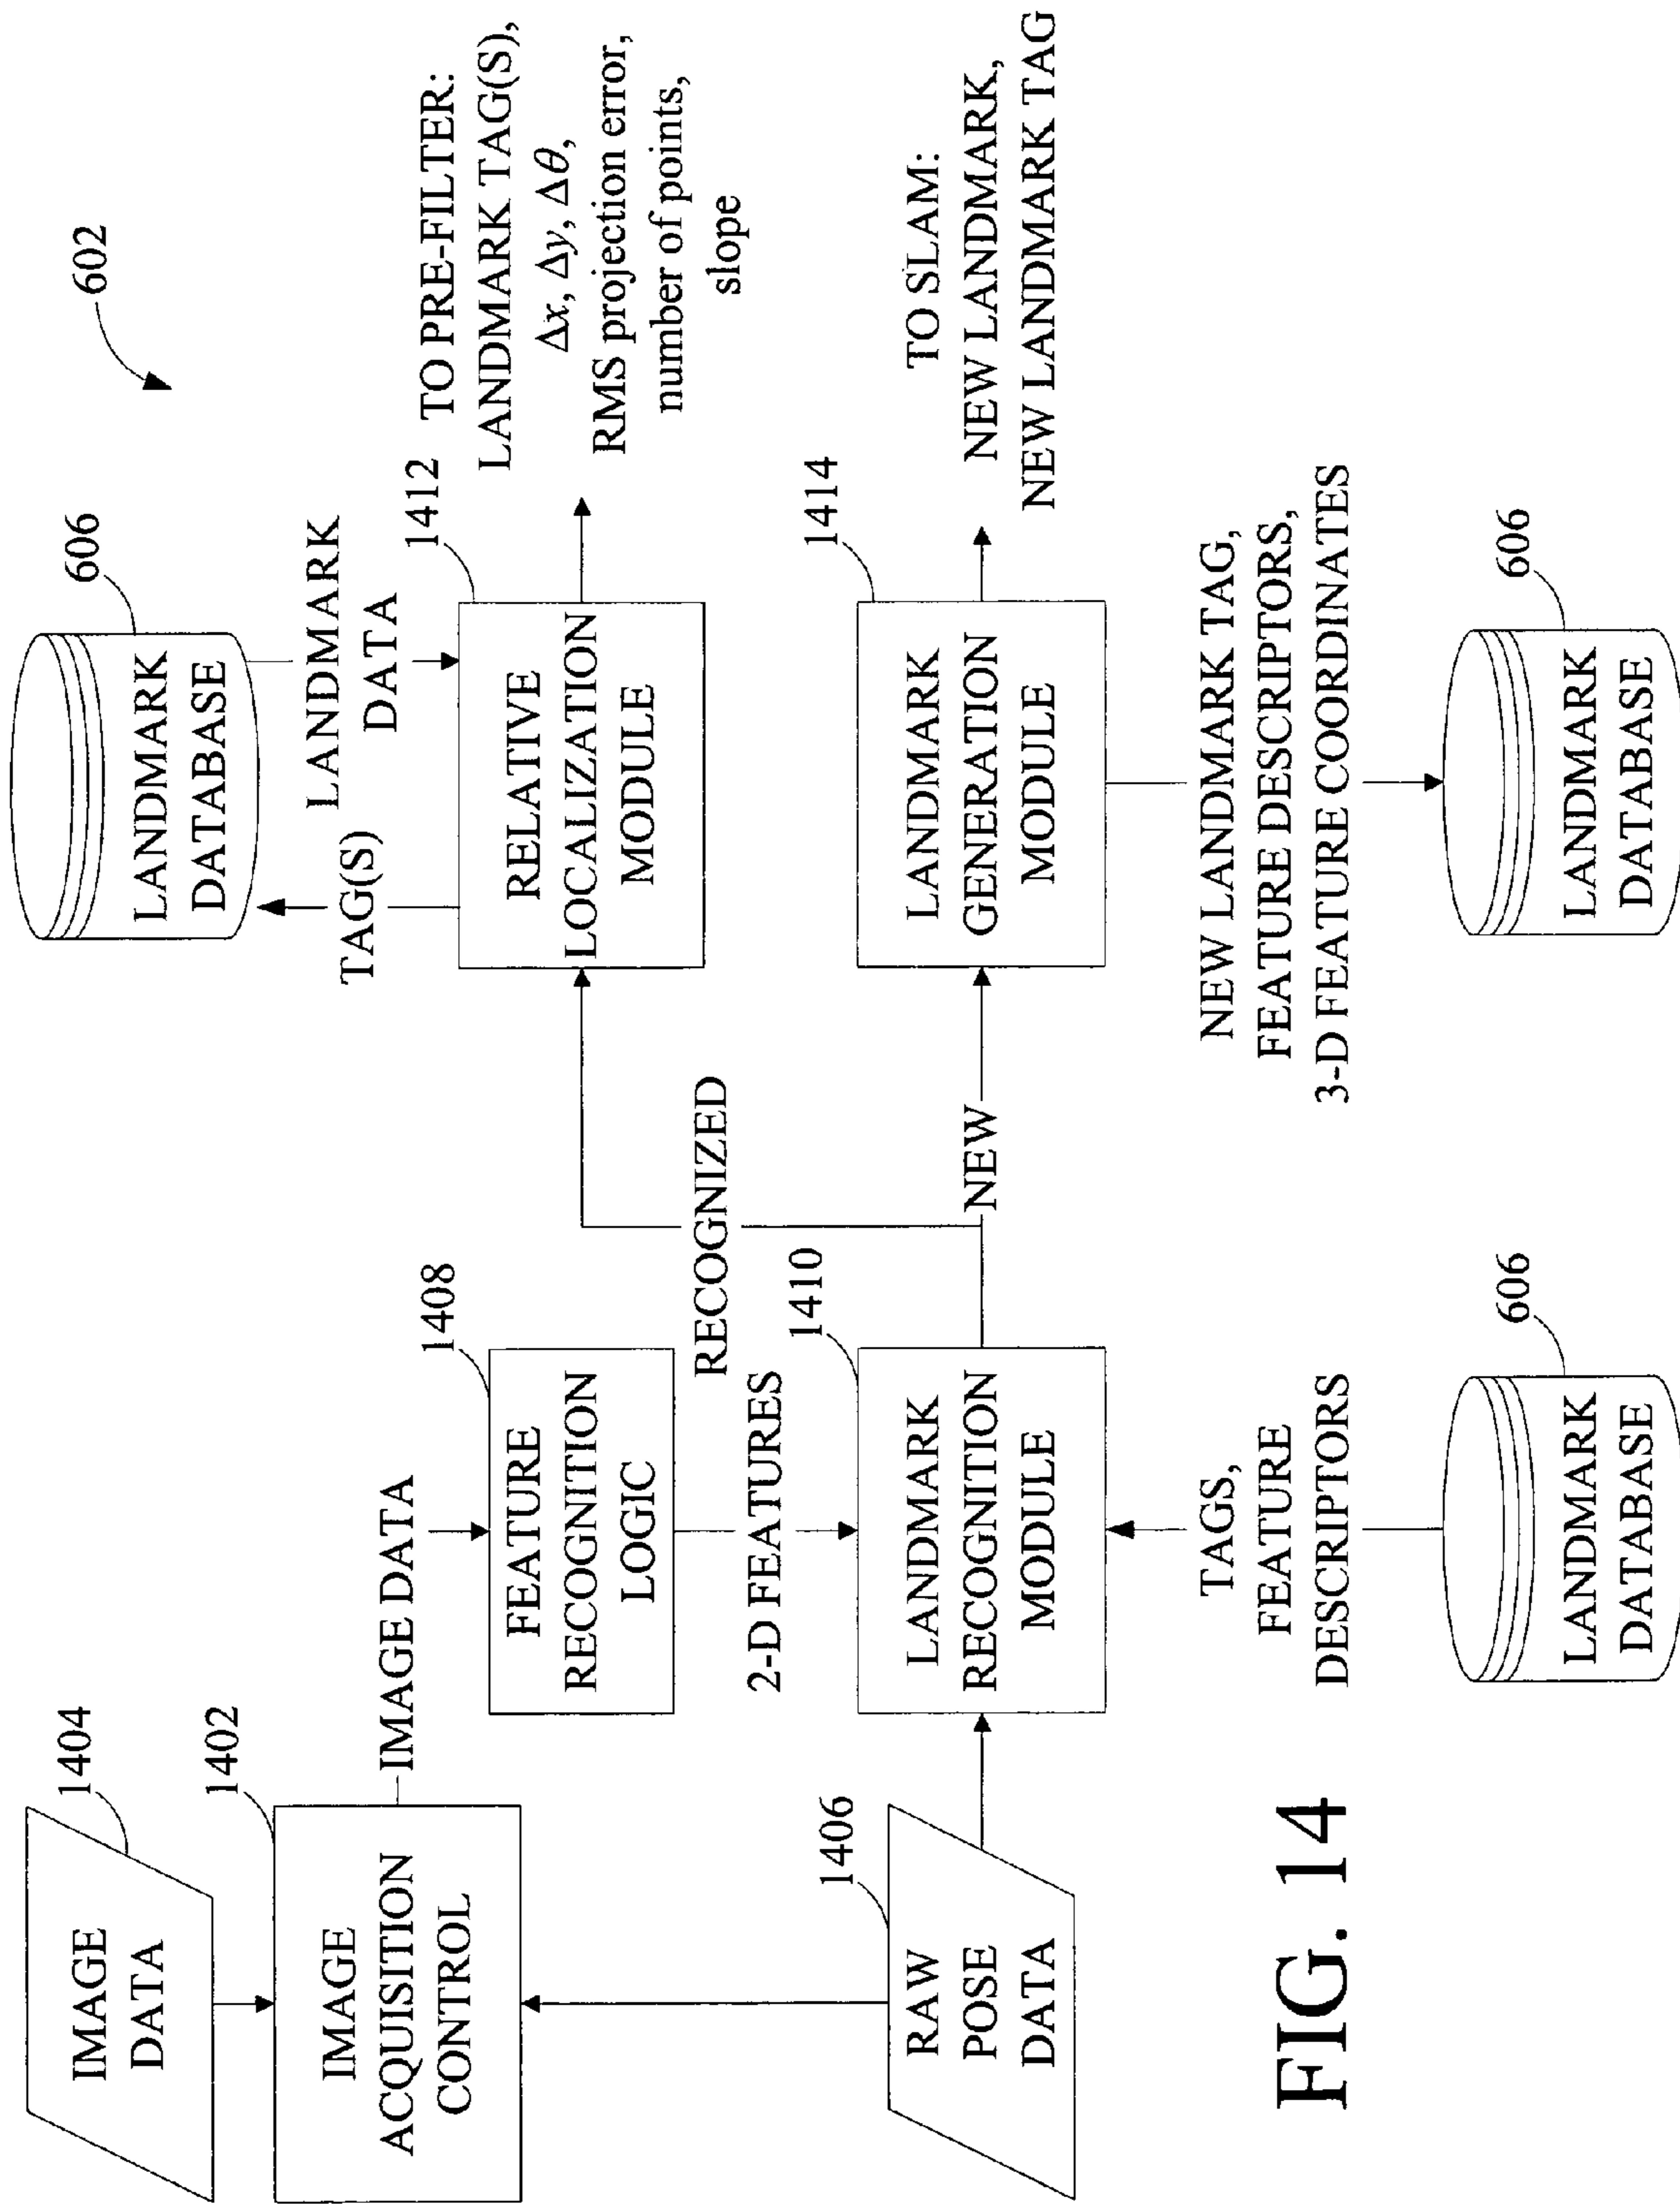 602
1404
IMAGE
DATA
1402
IMAGE
ACQUISITION
CONTROL
IMAGE DATA
1406
RAW
POSE
DATA
1408
FEATURE
RECOGNITION
LOGIC
2-D FEATURES
1410
LANDMARK
RECOGNITION
MODULE
TAGS,
FEATURE
DESCRIPTORS
606
LANDMARK
DATABASE
RECOGNIZED
NEW
606
LANDMARK
DATABASE
TAG(S)
LANDMARK
DATA
1412
RELATIVE
LOCALIZATION
MODULE
TO PRE-FILTER:
LANDMARK TAG(S),
Δx, Δy, Δθ,
RMS projection error,
number of points,
slope
1414
LANDMARK
GENERATION
MODULE
TO SLAM:
NEW LANDMARK,
NEW LANDMARK TAG
NEW LANDMARK TAG,
FEATURE DESCRIPTORS,
3-D FEATURE COORDINATES
606
LANDMARK
DATABASE
FIG. 14